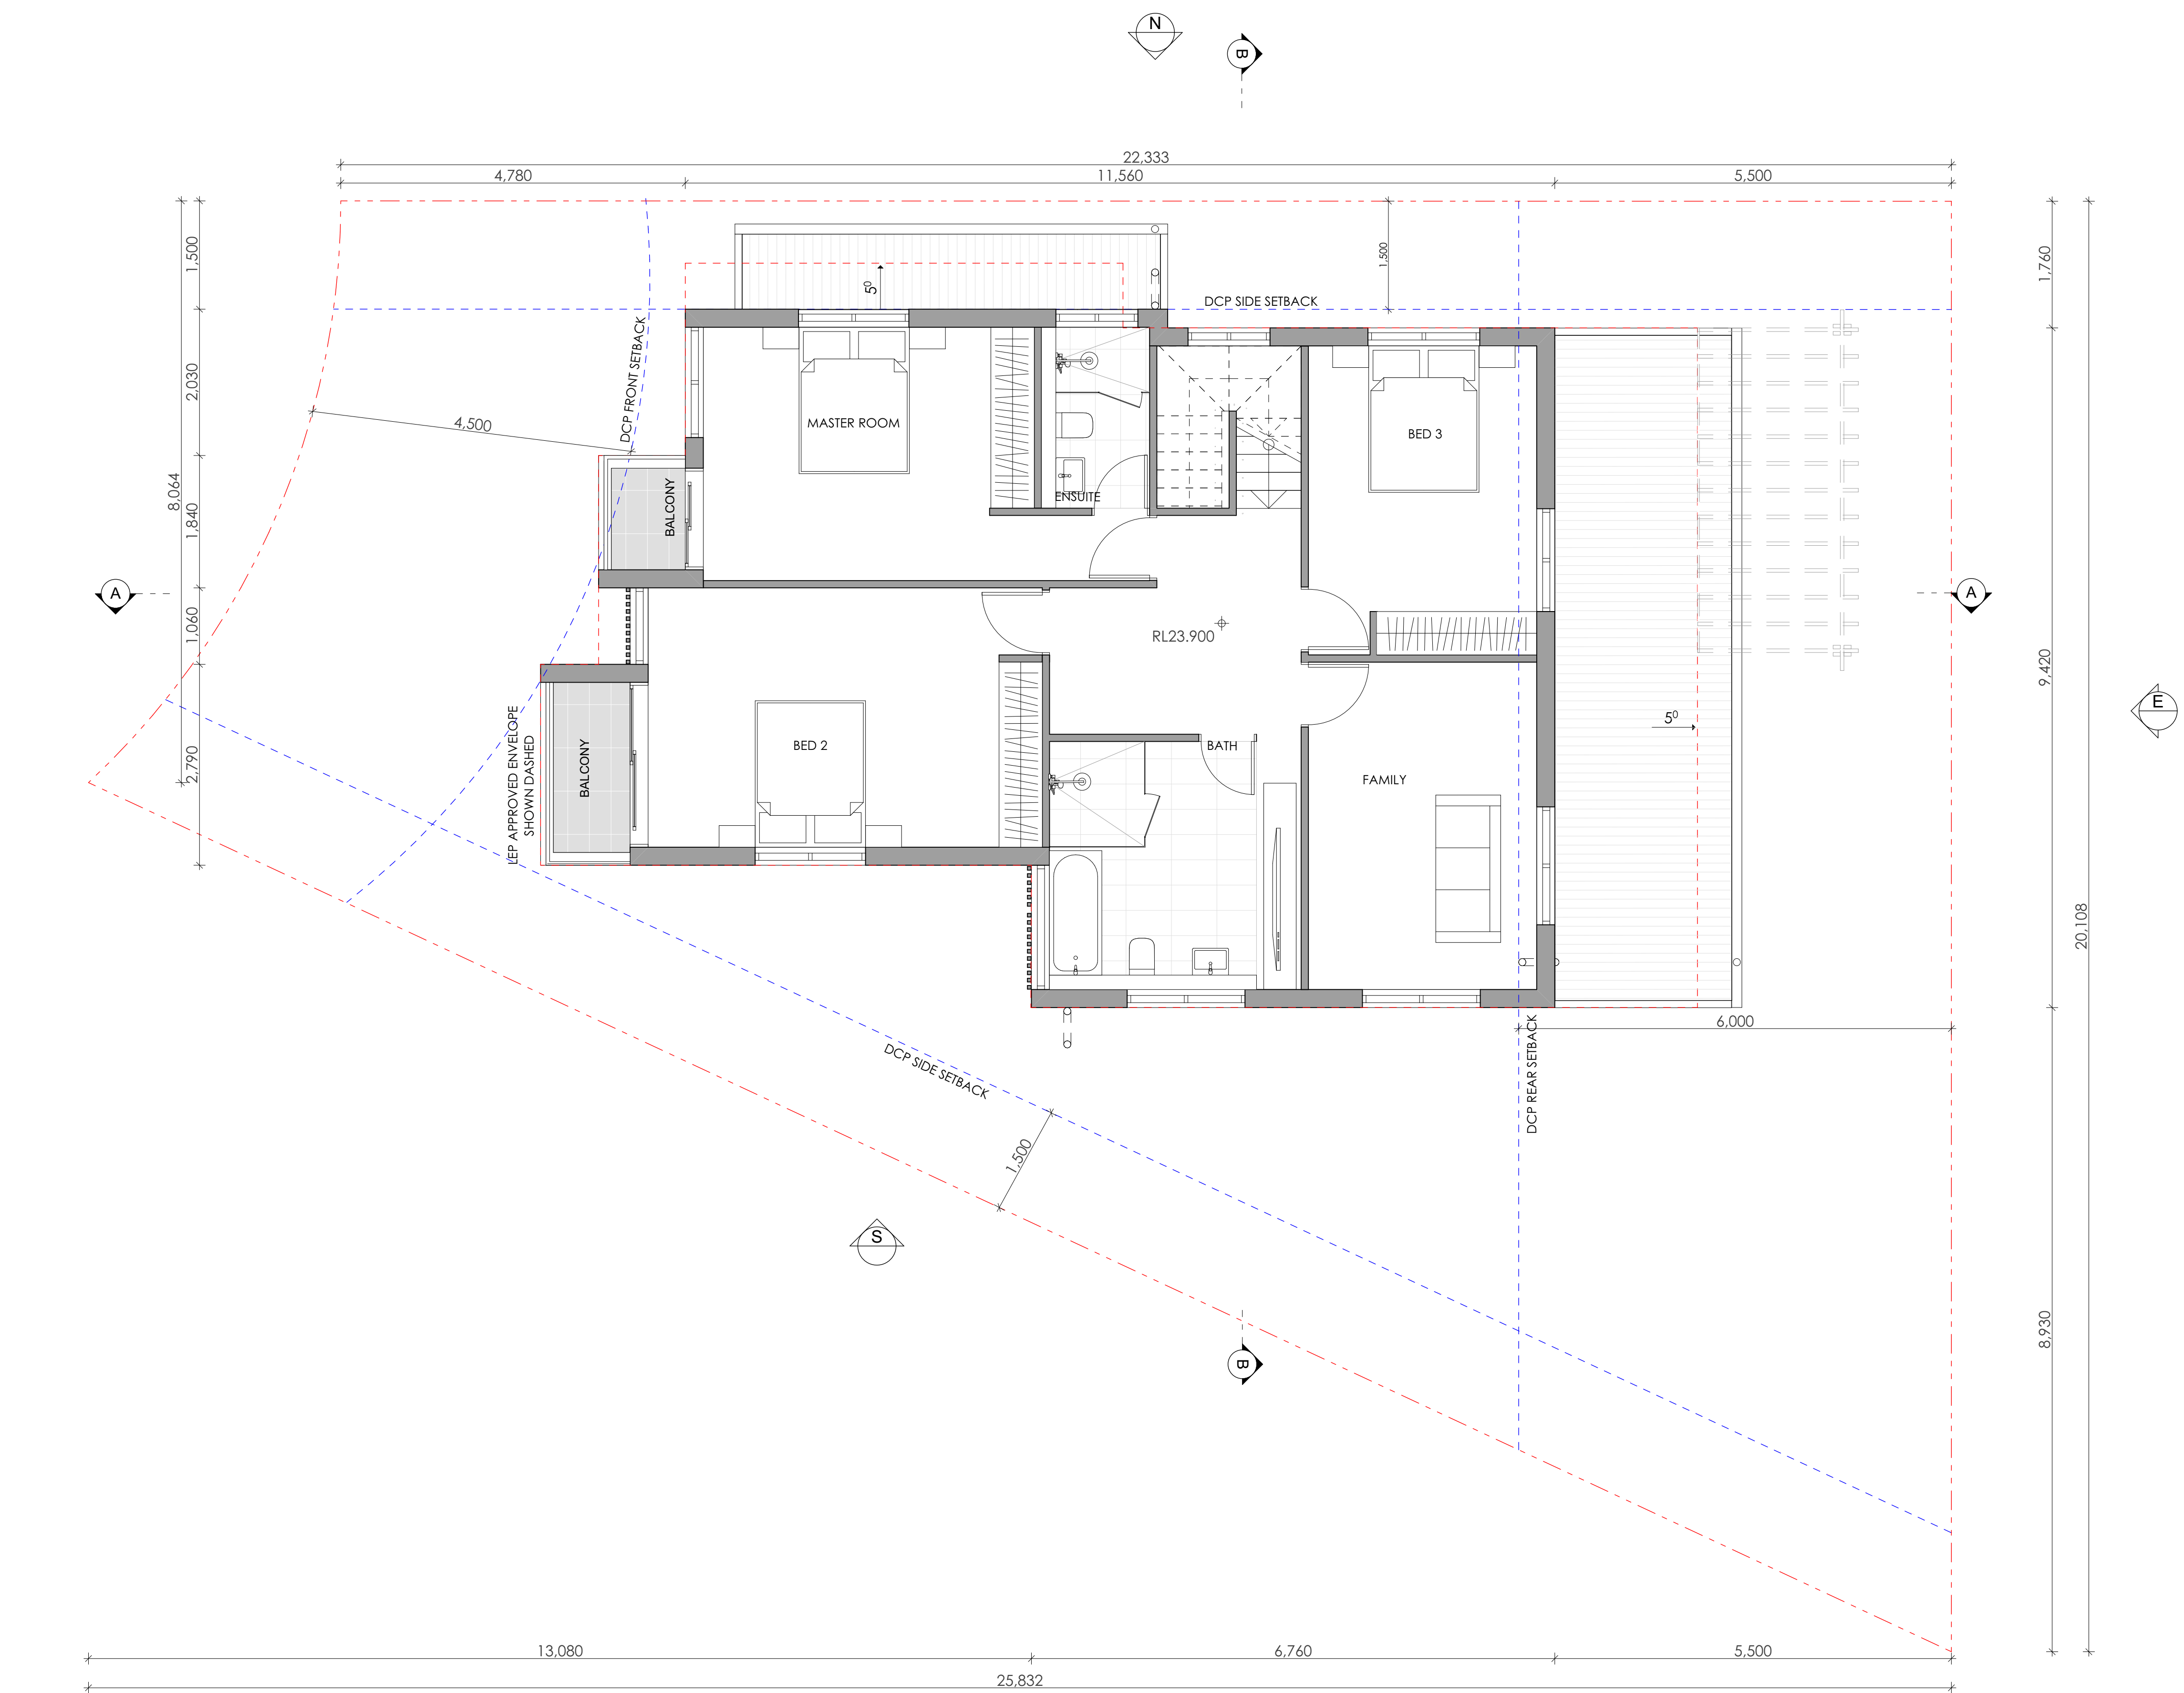 N
B
22,333
4,780
11,560
5,500
1,500
2,030
1,840
1,060
2,790
8,064
4,500
DCP FRONT SETBACK
5⁰
1,500
DCP SIDE SETBACK
1,760
9,420
8,930
20,108
MASTER ROOM
BED 3
ENSUITE
BALCONY
A
A
RL23.900
E
5⁰
LEP APPROVED ENVELOPE
SHOWN DASHED
BALCONY
BED 2
BATH
FAMILY
6,000
DCP REAR SETBACK
DCP SIDE SETBACK
1,500
S
B
13,080
6,760
5,500
25,832